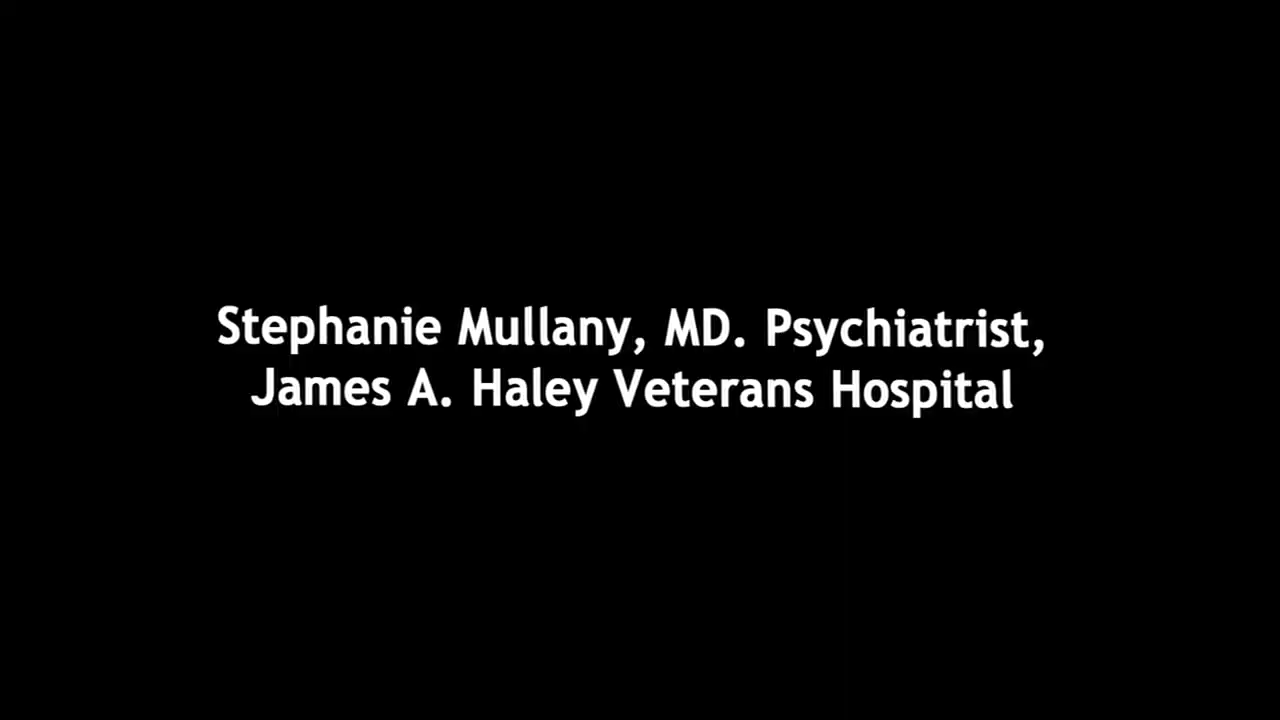 Stephanie Mullany, MD. Psychiatrist,
James A. Haley Veterans Hospital